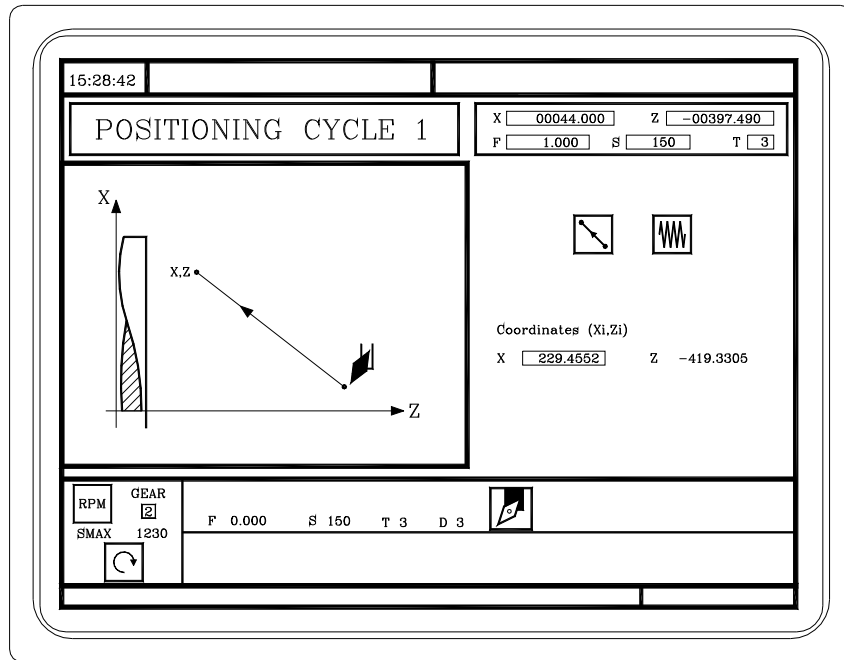 15:28:42
POSITIONING CYCLE 1
X 00044.000 Z -00397.490
F 1.000 S 150 T 3
X
X,Z
Z
Coordinates (Xi,Zi)
X 229.4552 Z -419.3305
RPM GEAR
2
SMAX 1230
F 0.000 S 150 T 3 D 3